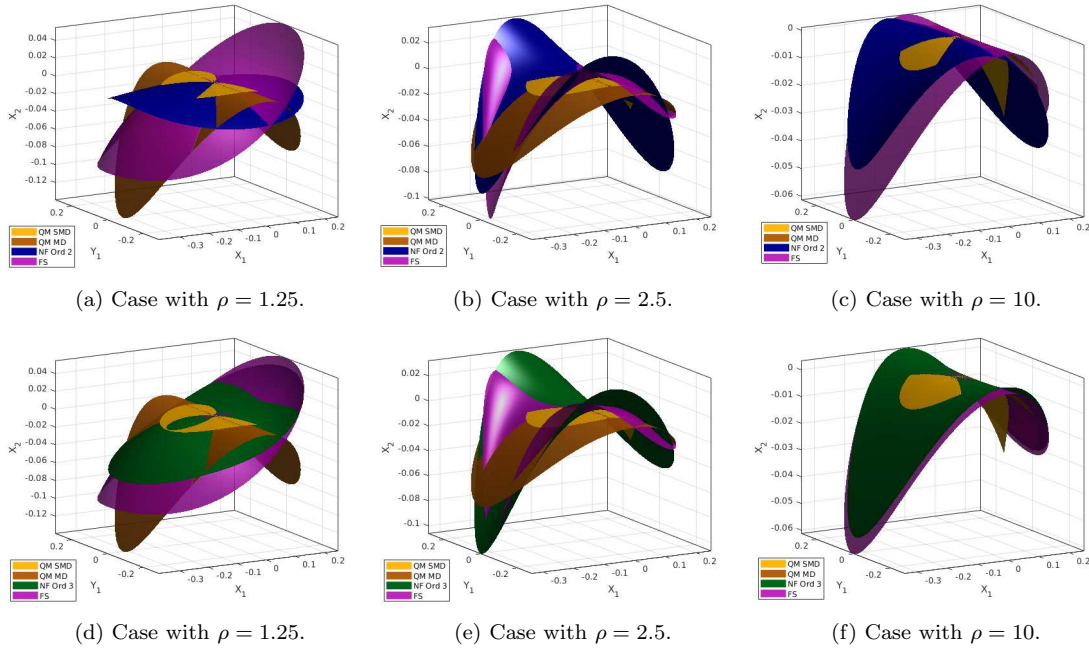 0.04
0.02
0
-0.02
-0.04
-0.06
-0.08
-0.1
-0.12
X2
0.2
0
-0.2
Y1
-0.3
-0.2
-0.1
0
0.1
0.2
X1
QM SMD
QM MD
NF Ord 2
FS
(a) Case with ρ = 1.25.
0.02
0
-0.02
-0.04
-0.06
-0.08
-0.1
X2
0.2
0
-0.2
Y1
-0.3
-0.2
-0.1
0
0.1
0.2
X1
QM SMD
QM MD
NF Ord 2
FS
(b) Case with ρ = 2.5.
0
-0.01
-0.02
-0.03
-0.04
-0.05
-0.06
X2
0.2
0
-0.2
Y1
-0.3
-0.2
-0.1
0
0.1
0.2
X1
QM SMD
QM MD
NF Ord 2
FS
(c) Case with ρ = 10.
0.04
0.02
0
-0.02
-0.04
-0.06
-0.08
-0.1
-0.12
X2
0.2
0
-0.2
Y1
-0.3
-0.2
-0.1
0
0.1
0.2
X1
QM SMD
QM MD
NF Ord 3
FS
(d) Case with ρ = 1.25.
0.04
0.02
0
-0.02
-0.04
-0.06
-0.08
-0.1
X2
0.2
0
-0.2
Y1
-0.3
-0.2
-0.1
0
0.1
0.2
X1
QM SMD
QM MD
NF Ord 3
FS
(e) Case with ρ = 2.5.
0
-0.01
-0.02
-0.03
-0.04
-0.05
-0.06
X2
0.2
0
-0.2
Y1
-0.3
-0.2
-0.1
0
0.1
0.2
X1
QM SMD
QM MD
NF Ord 3
FS
(f) Case with ρ = 10.